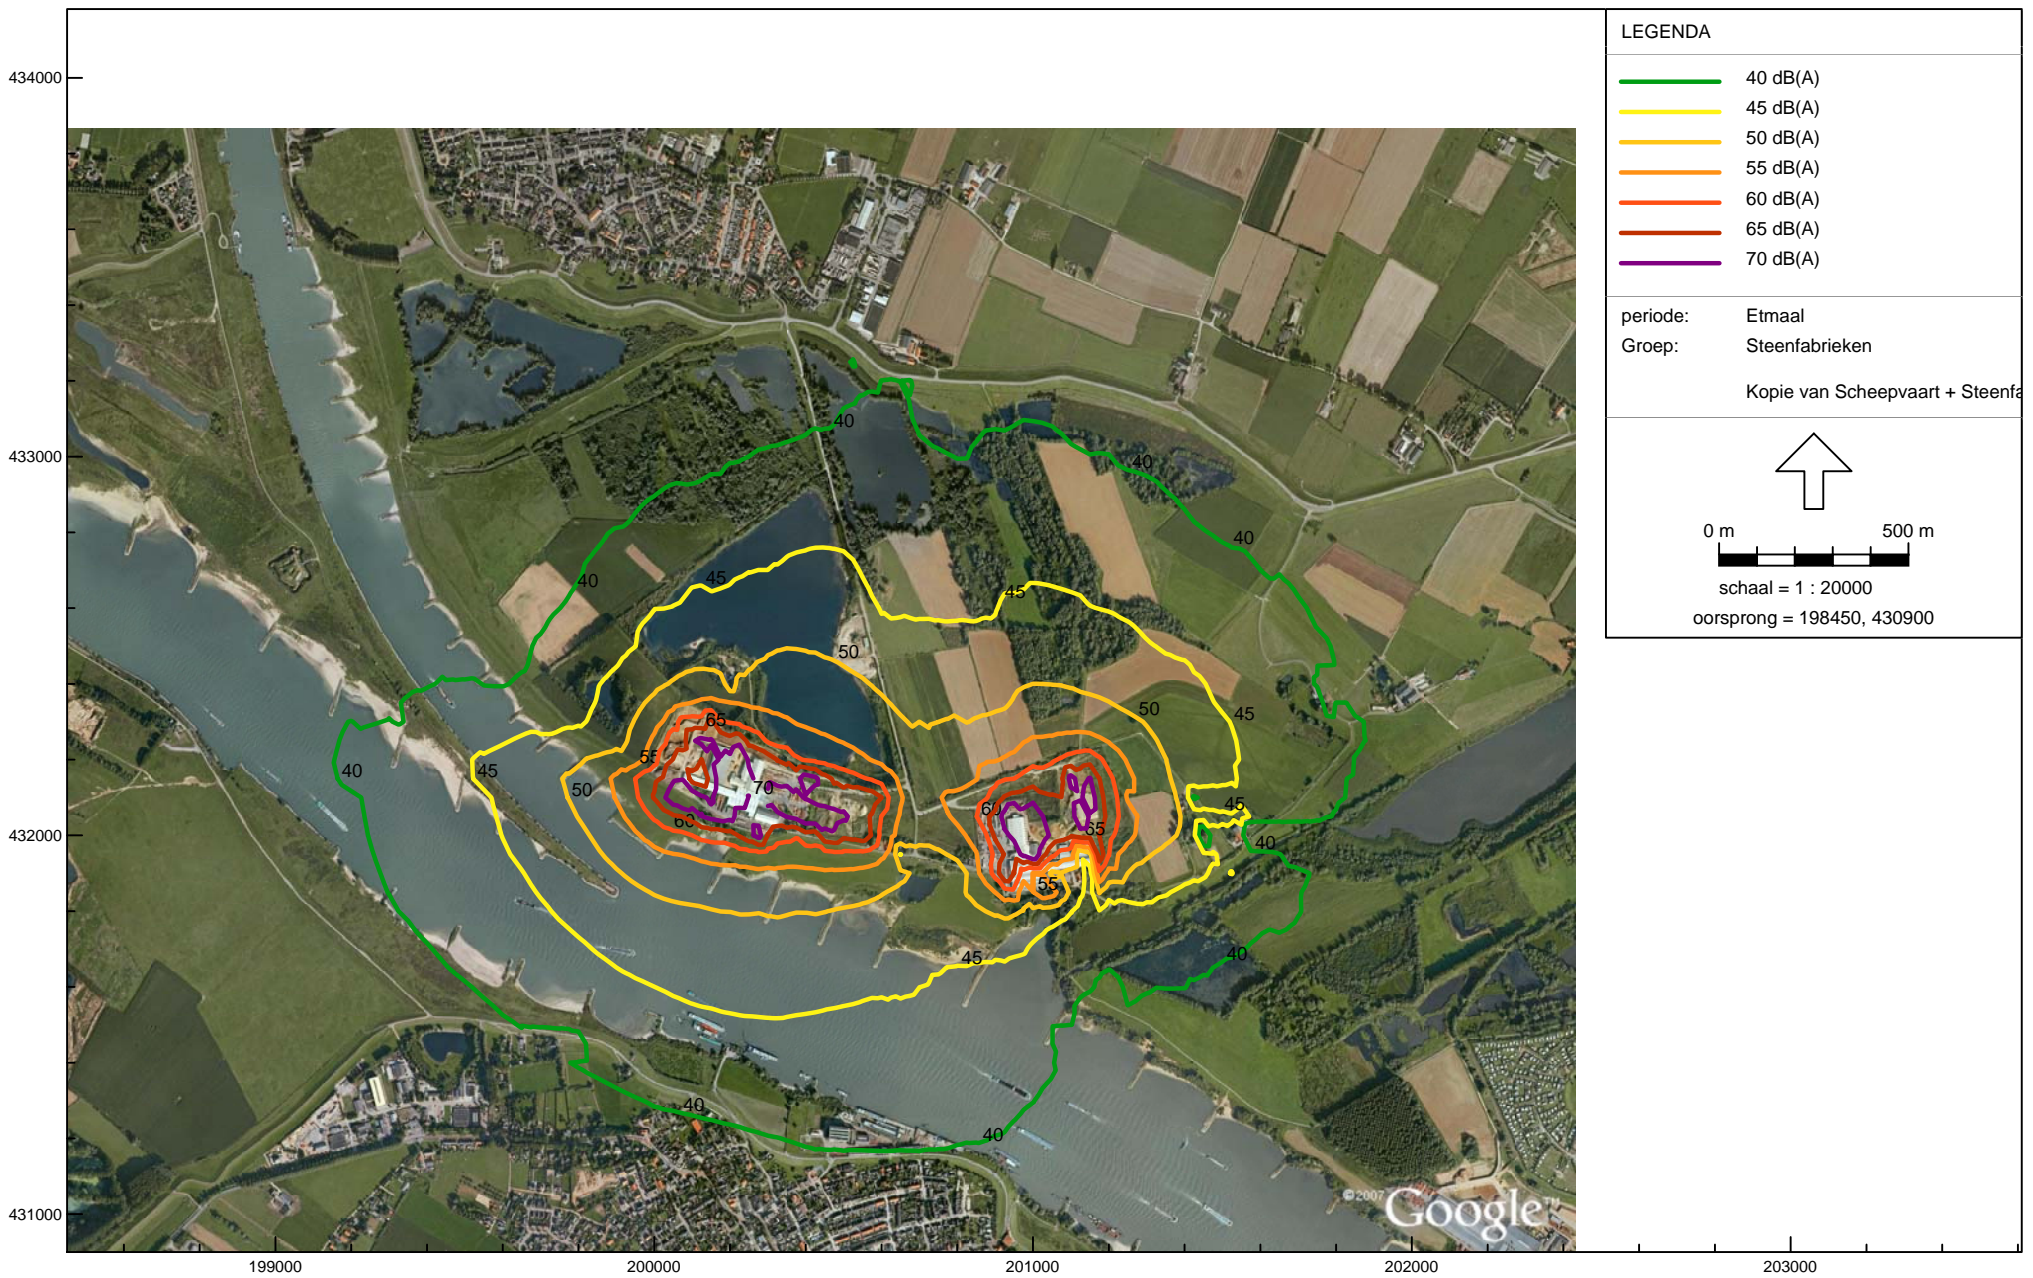 LEGENDA
40 dB(A)
45 dB(A)
50 dB(A)
55 dB(A)
60 dB(A)
65 dB(A)
70 dB(A)
periode: Etmaal
Groep: Steenfabrieken
Kopie van Scheepvaart + Steenfa
0 m 500 m
schaal = 1 : 20000
oorsprong = 198450, 430900
434000
433000
432000
431000
199000 200000 201000 202000 203000
40
40
40
40
45
45
50
50
45
65
55
40
45
50
70
60
60
45
65
40
55
45
40
40
40
©2007 Google™